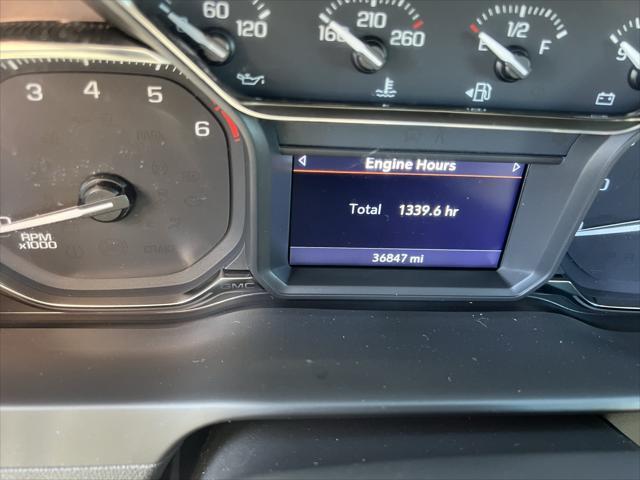 60
120
160
210
260
1/2
E
F
9
3
4
5
6
RPM
x1000
Engine Hours
Total 1339.6 hr
36847 mi
GMC